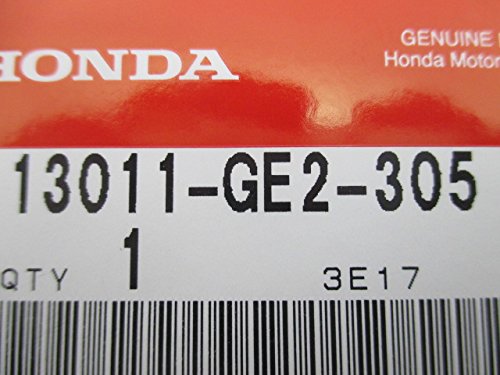 HONDA
GENUINE
Honda Motor
13011-GE2-305
QTY 1 3E17